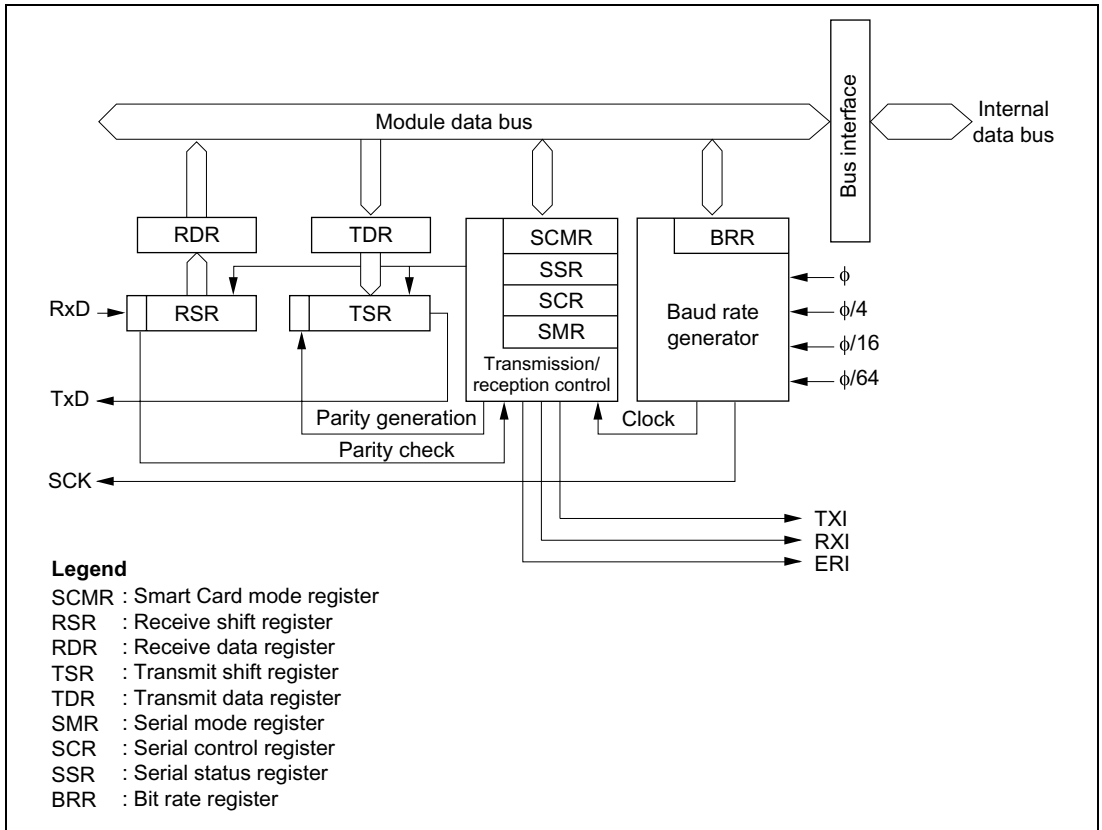 Module data bus
Bus interface
Internal
data bus
RDR
TDR
SCMR
SSR
SCR
SMR
Transmission/
reception control
BRR
Baud rate
generator
ϕ
ϕ/4
ϕ/16
ϕ/64
RxD
RSR
TSR
TxD
Parity generation
Parity check
Clock
SCK
TXI
RXI
ERI
Legend
SCMR : Smart Card mode register
RSR : Receive shift register
RDR : Receive data register
TSR : Transmit shift register
TDR : Transmit data register
SMR : Serial mode register
SCR : Serial control register
SSR : Serial status register
BRR : Bit rate register